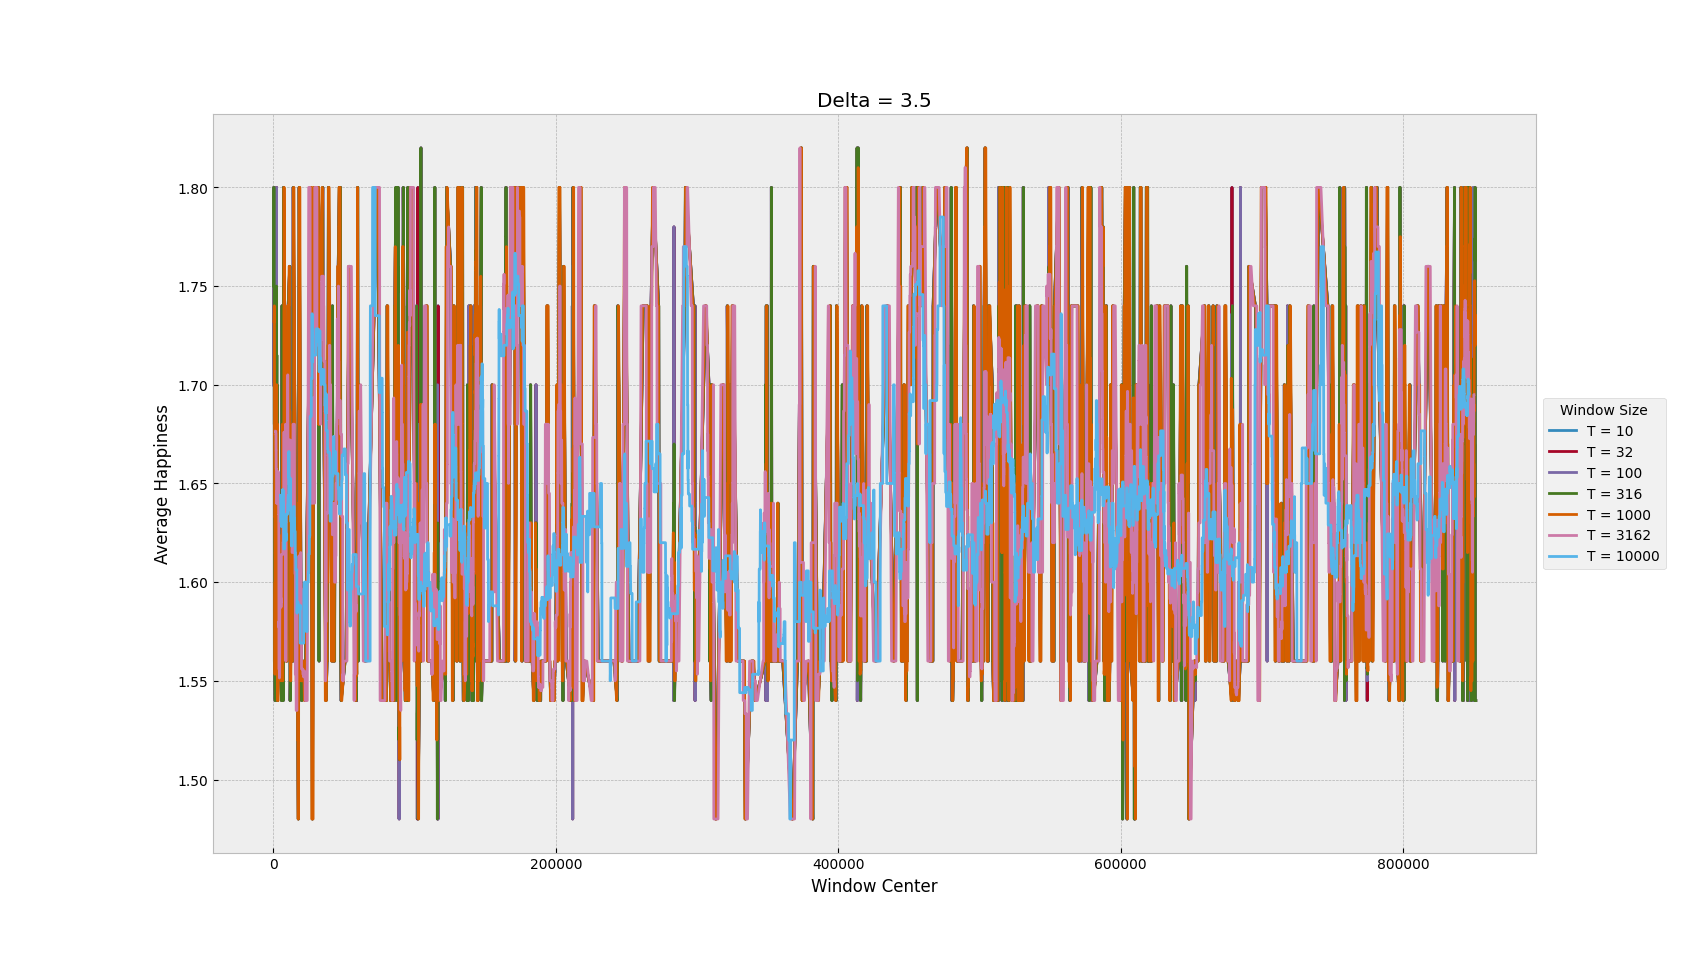 Delta = 3.5
Average Happiness
1.80
1.75
1.70
1.65
1.60
1.55
1.50
0
200000
400000
600000
800000
Window Center
Window Size
T = 10
T = 32
T = 100
T = 316
T = 1000
T = 3162
T = 10000